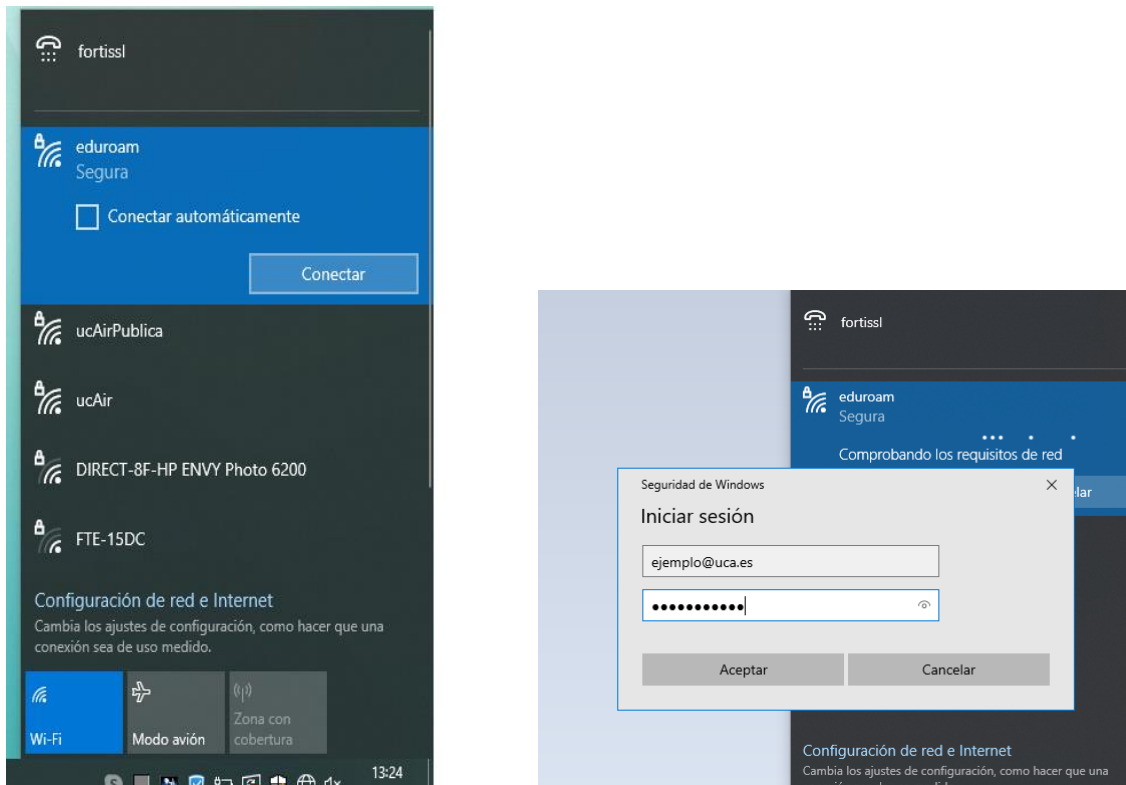 fortissl
eduroam
Segura
Conectar automáticamente
Conectar
ucAirPublica
ucAir
DIRECT-8F-HP ENVY Photo 6200
FTE-15DC
Configuración de red e Internet
Cambia los ajustes de configuración, como hacer que una
conexión sea de uso medido.
Wi-Fi
Modo avión
Zona con
cobertura
13:24
fortissl
eduroam
Segura
Comprobando los requisitos de red
elar
Seguridad de Windows
Iniciar sesión
ejemplo@uca.es
Aceptar
Cancelar
Configuración de red e Internet
Cambia los ajustes de configuración, como hacer que una